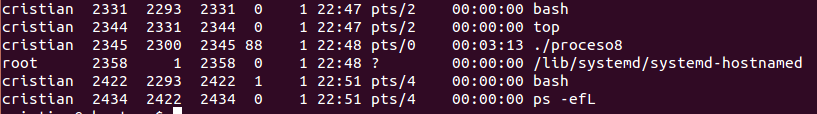 cristian 2331 2293 2331 0 1 22:47 pts/2 00:00:00 bash
cristian 2344 2331 2344 0 1 22:47 pts/2 00:00:00 top
cristian 2345 2300 2345 88 1 22:48 pts/0 00:03:13 ./proceso8
root 2358 1 2358 0 1 22:48 ? 00:00:00 /lib/systemd/systemd-hostnamed
cristian 2422 2293 2422 1 1 22:51 pts/4 00:00:00 bash
cristian 2434 2422 2434 0 1 22:51 pts/4 00:00:00 ps -efL